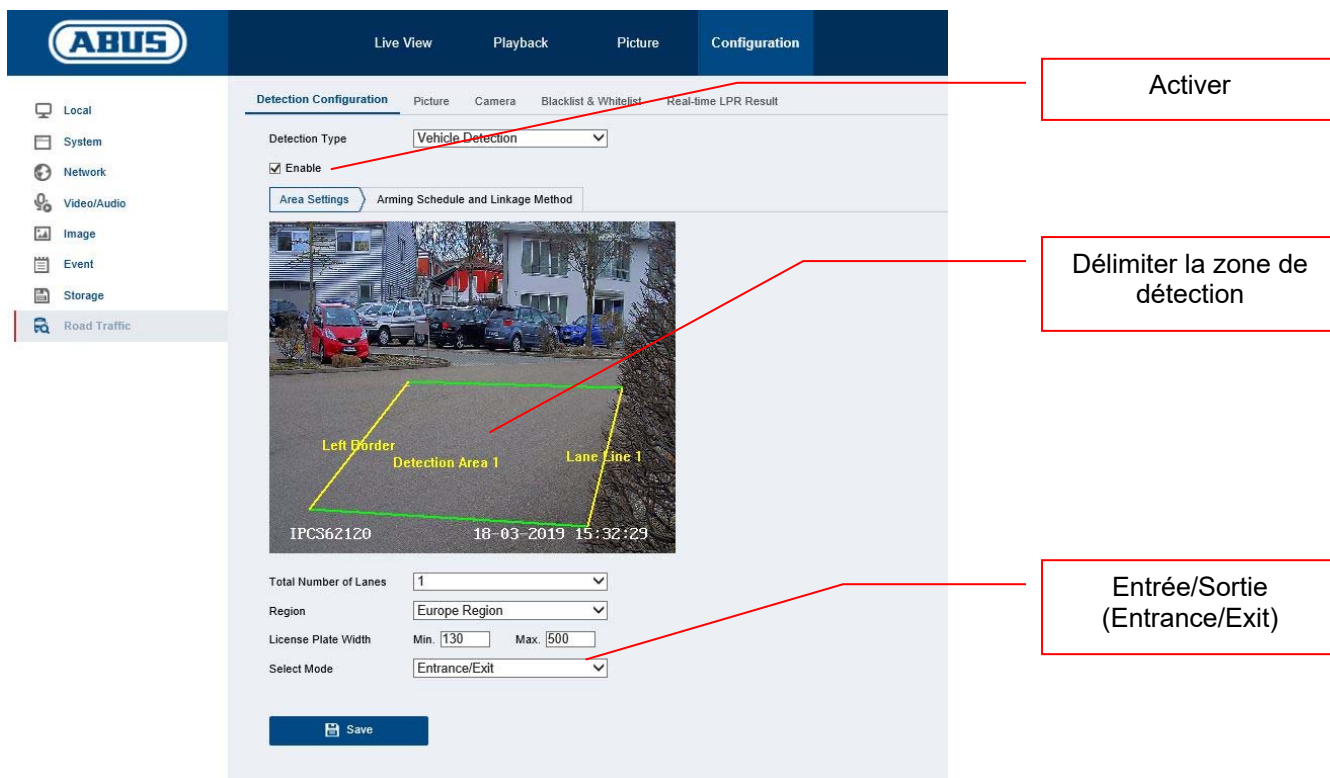 ABUS
Live View Playback Picture Configuration
Activer
Local
System
Network
Video/Audio
Image
Event
Storage
Road Traffic
Detection Configuration Picture Camera Blacklist & Whitelist Real-time LPR Result
Detection Type Vehicle Detection
Enable
Area Settings Arming Schedule and Linkage Method
Délimiter la zone de
détection
Left Border
Detection Area 1
Lane Line 1
IPCS62120 18-03-2019 15:32:29
Total Number of Lanes 1
Region Europe Region
License Plate Width Min. 130 Max. 500
Select Mode Entrance/Exit
Entrée/Sortie
(Entrance/Exit)
Save